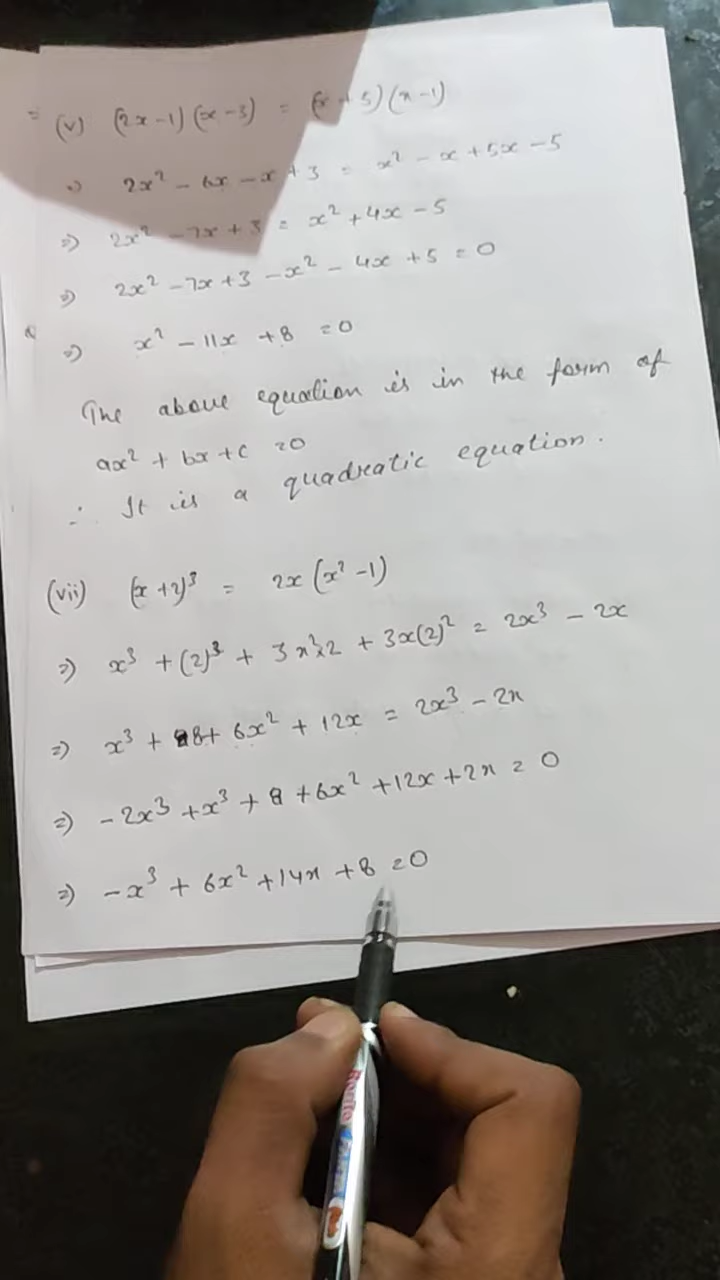 = (v) (2x-1)(x-3) = (x+5)(x-1)
=) 2x² - 6x - x + 3 = x² - x + 5x - 5
=) 2x² - 7x + 3 = x² + 4x - 5
=) 2x² - 7x + 3 - x² - 4x + 5 = 0
=) x² - 11x + 8 = 0
The above equation is in the form of
ax² + bx + c = 0
∴ It is a quadratic equation.
(vii) (x+2)³ = 2x(x²-1)
=) x³ + (2)³ + 3x²x2 + 3x(2)² = 2x³ - 2x
=) x³ + 8 + 6x² + 12x = 2x³ - 2x
=) -2x³ + x³ + 8 + 6x² + 12x + 2x = 0
=) -x³ + 6x² + 14x + 8 = 0